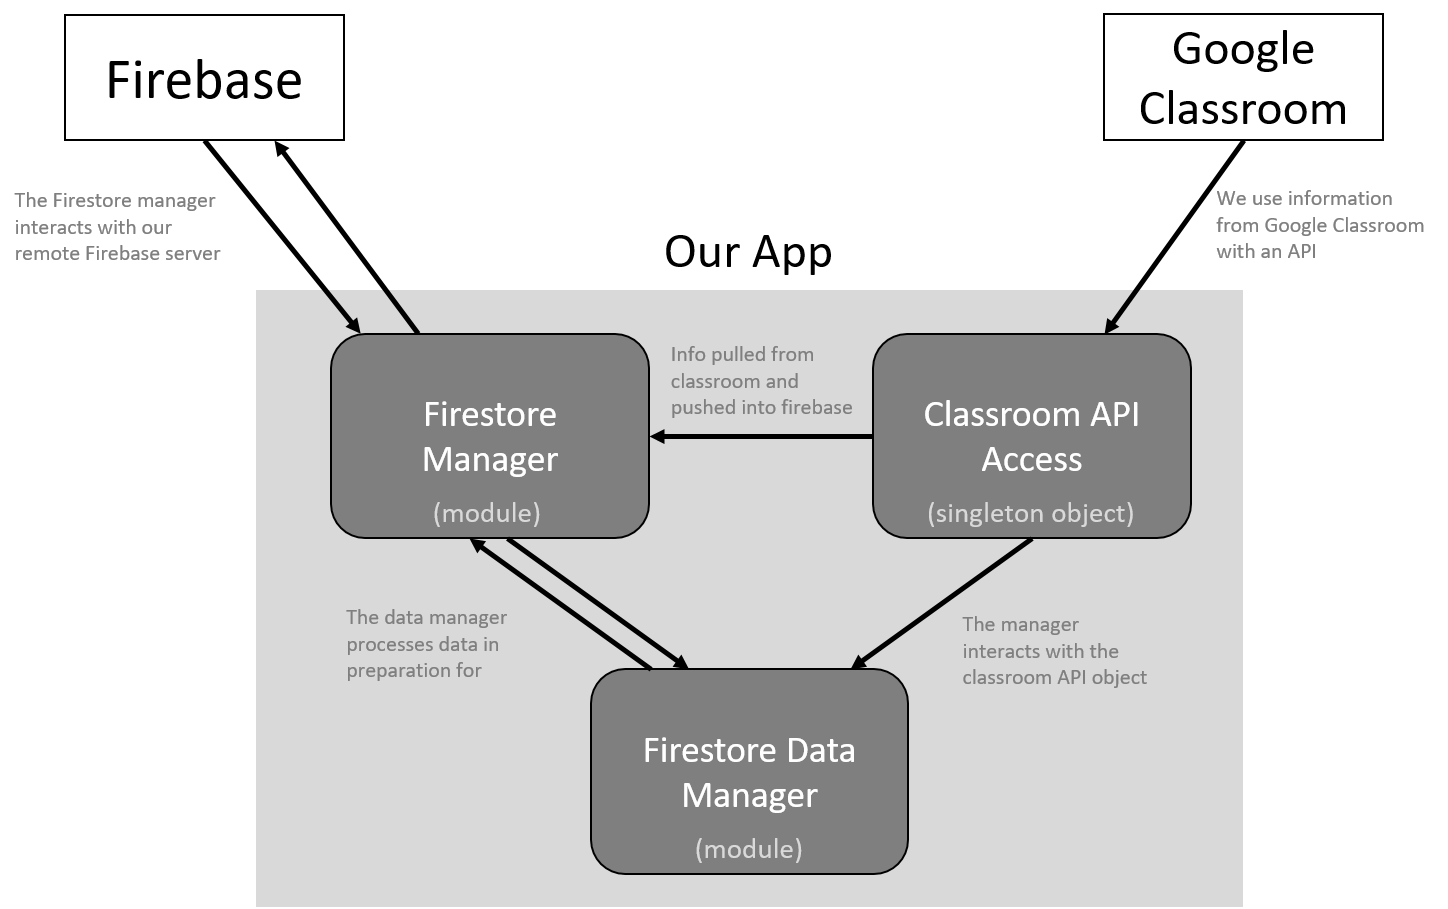 Firebase
Google
Classroom
The Firestore manager
interacts with our
remote Firebase server
We use information
from Google Classroom
with an API
Our App
Info pulled from
classroom and
pushed into firebase
Firestore
Manager
(module)
Classroom API
Access
(singleton object)
The data manager
processes data in
preparation for
The manager
interacts with the
classroom API object
Firestore Data
Manager
(module)